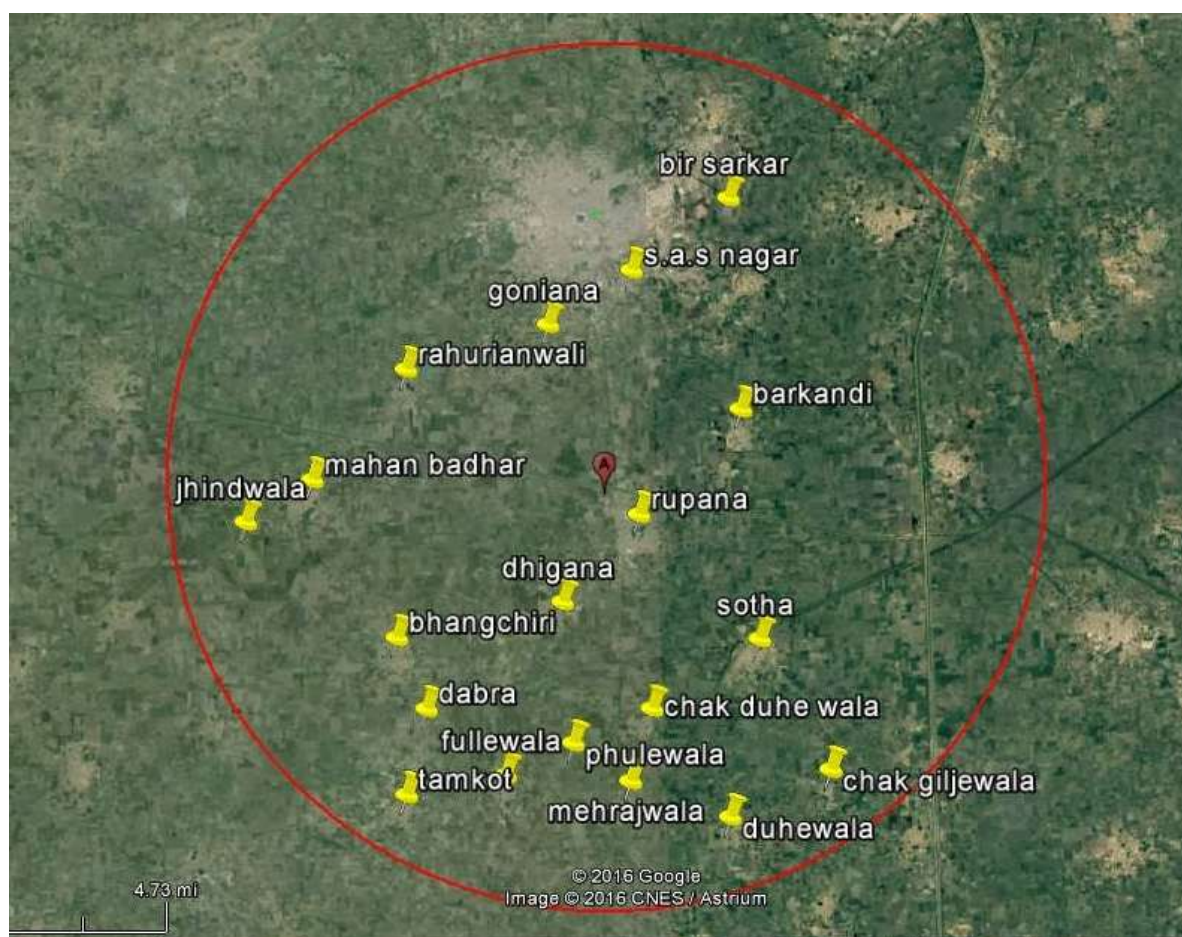 bir sarkar
s.a.s nagar
goniana
rahurianwali
barkandi
mahan badhar
jhindwala
A
rupana
dhigana
sotha
bhangchiri
dabra
chak duhe wala
fullewala
phulewala
tamkot
chak giljewala
mehrajwala
duhewala
© 2016 Google
4.73 mi
Image © 2016 CNES / Astrium